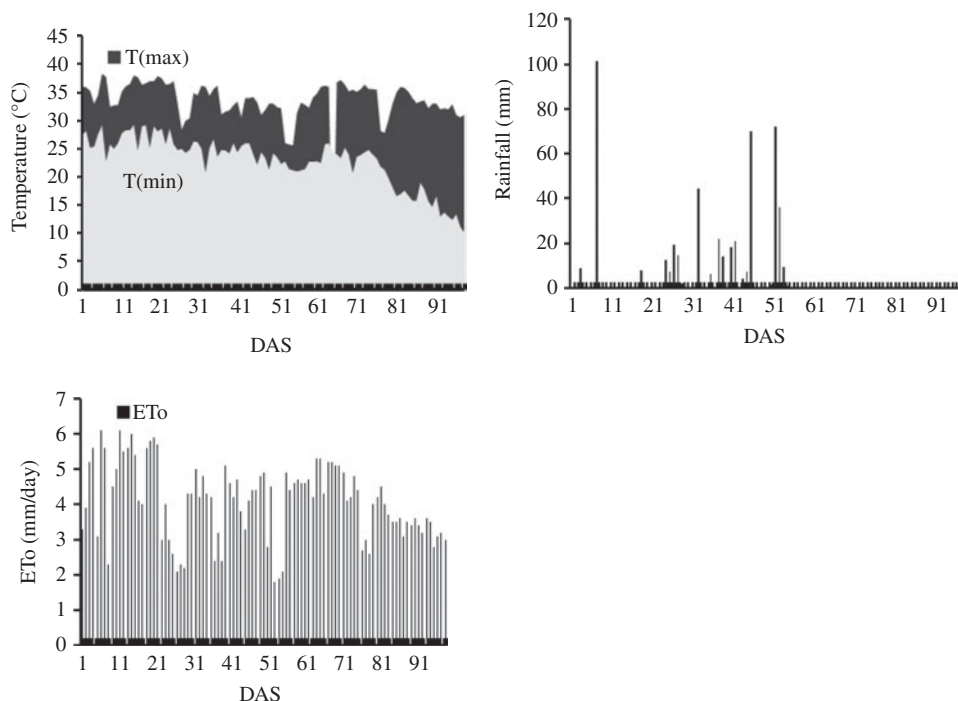 Temperature (°C)
45
40
35
30
25
20
15
10
5
0
T(max)
T(min)
1 11 21 31 41 51 61 71 81 91
DAS
Rainfall (mm)
120
100
80
60
40
20
0
1 11 21 31 41 51 61 71 81 91
DAS
ETo (mm/day)
7
6
5
4
3
2
1
0
ETo
1 11 21 31 41 51 61 71 81 91
DAS